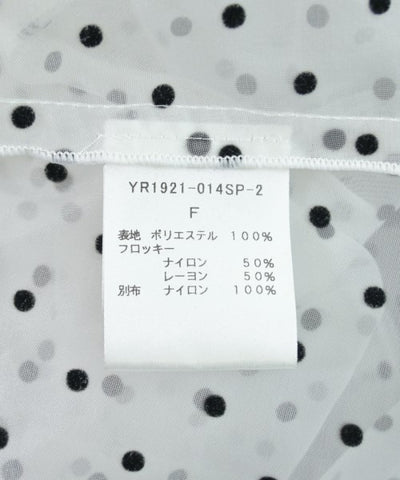 YR1921-014SP-2
F
表地 ポリエステル 100%
フロッキー
ナイロン 50%
レーヨン 50%
別布 ナイロン 100%